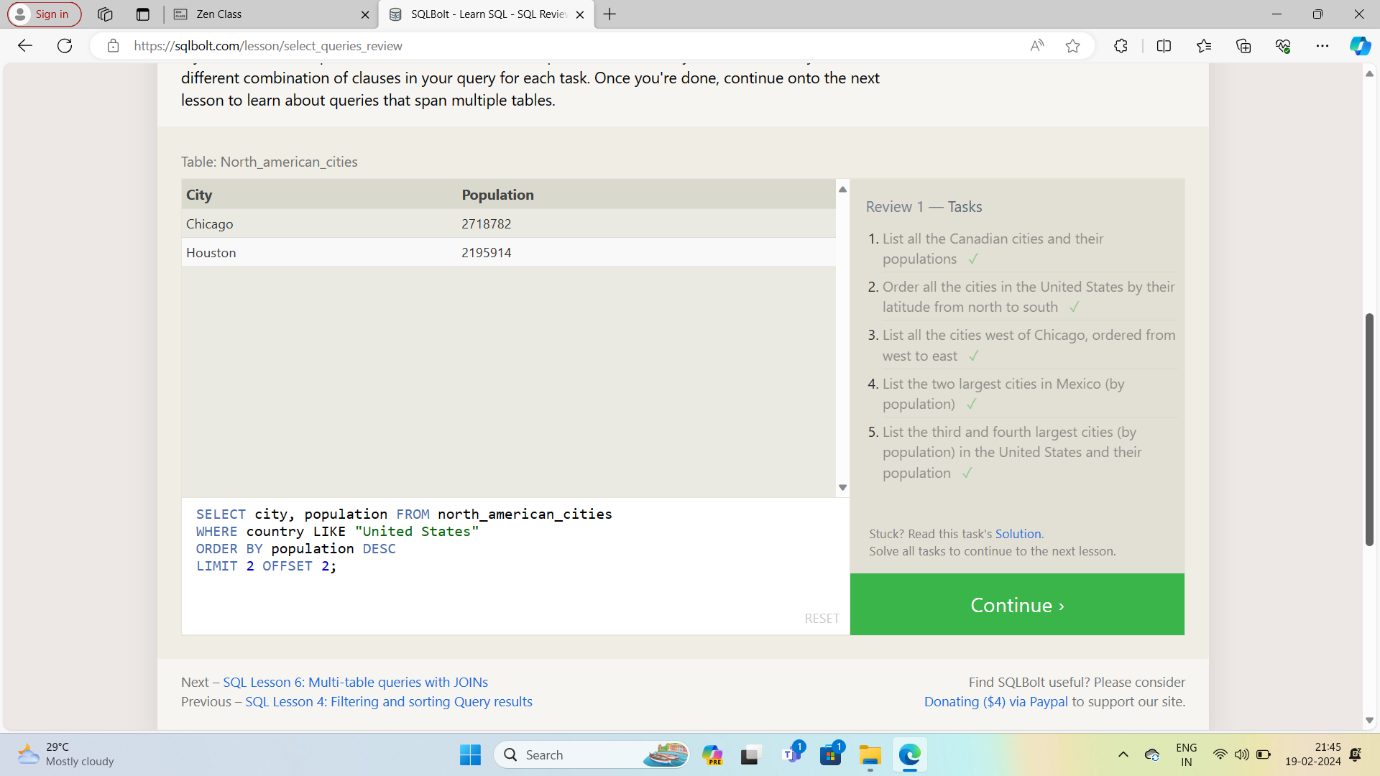 Sign in
Zen Class
SQLBolt - Learn SQL - SQL Review
https://sqlbolt.com/lesson/select_queries_review
different combination of clauses in your query for each task. Once you're done, continue onto the next
lesson to learn about queries that span multiple tables.
Table: North_american_cities
City Population
Chicago 2718782
Houston 2195914
Review 1 — Tasks
1. List all the Canadian cities and their
populations ✓
2. Order all the cities in the United States by their
latitude from north to south ✓
3. List all the cities west of Chicago, ordered from
west to east ✓
4. List the two largest cities in Mexico (by
population) ✓
5. List the third and fourth largest cities (by
population) in the United States and their
population ✓
Stuck? Read this task's Solution.
Solve all tasks to continue to the next lesson.
Continue ›
SELECT city, population FROM north_american_cities
WHERE country LIKE "United States"
ORDER BY population DESC
LIMIT 2 OFFSET 2;
RESET
Next – SQL Lesson 6: Multi-table queries with JOINs
Previous – SQL Lesson 4: Filtering and sorting Query results
Find SQLBolt useful? Please consider
Donating ($4) via Paypal to support our site.
29°C
Mostly cloudy
Search
PRE
1
1
ENG
IN
21:45
19-02-2024